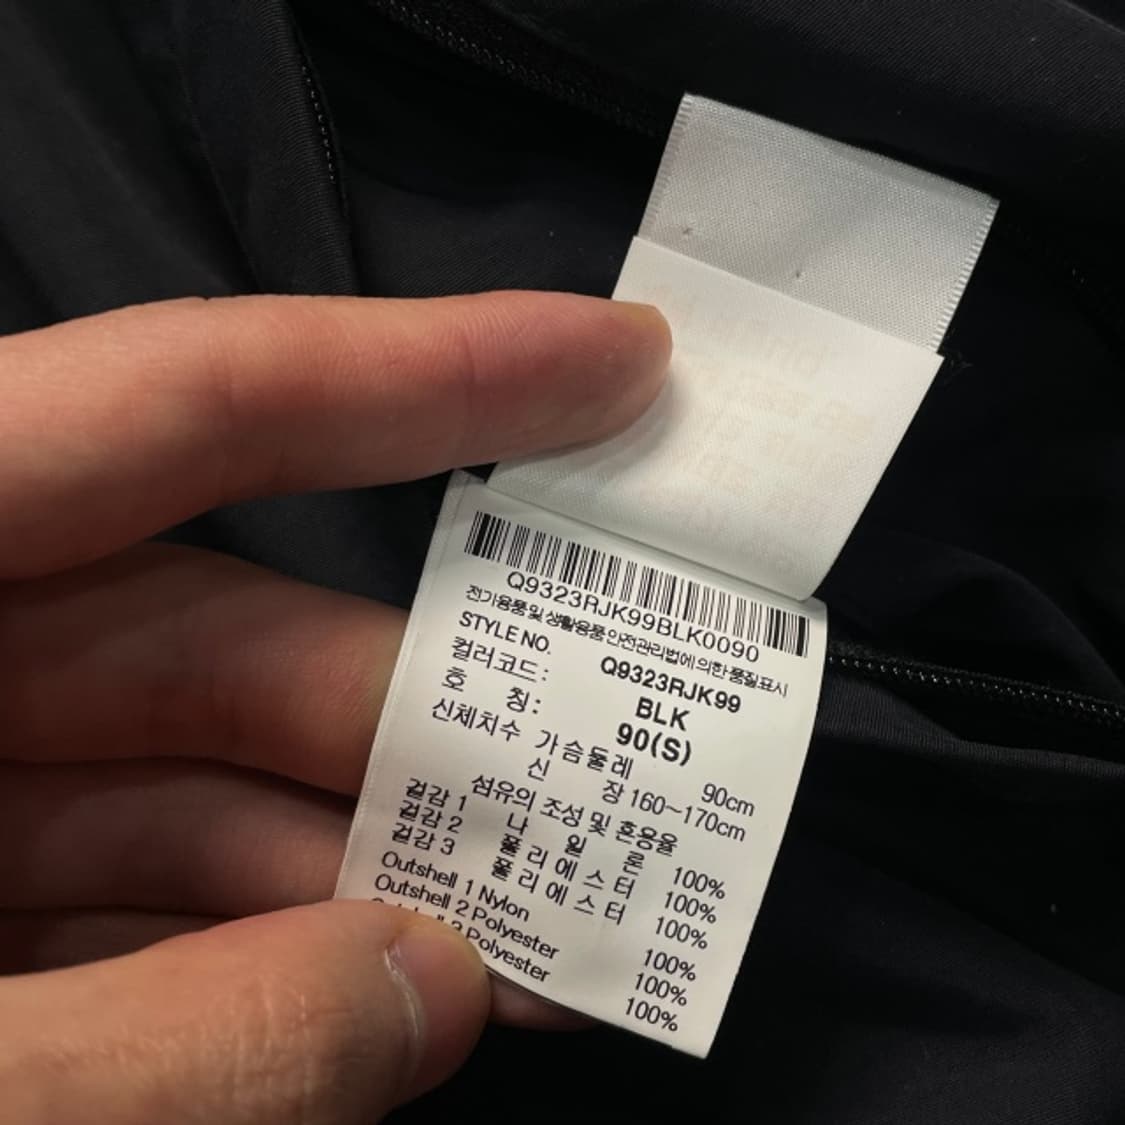 Q9323RJK99BLK0090
전기용품 및 생활용품 안전관리법에 의한 품질표시
STYLE NO. Q9323RJK99
컬러코드: BLK
호 칭: 90(S)
신체치수 가슴둘레 90cm
신 장 160~170cm
섬유의 조성 및 혼용율
겉감 1 나 일 론 100%
겉감 2 폴리에스터 100%
겉감 3 폴리에스터 100%
Outshell 1 Nylon 100%
Outshell 2 Polyester 100%
3 Polyester 100%